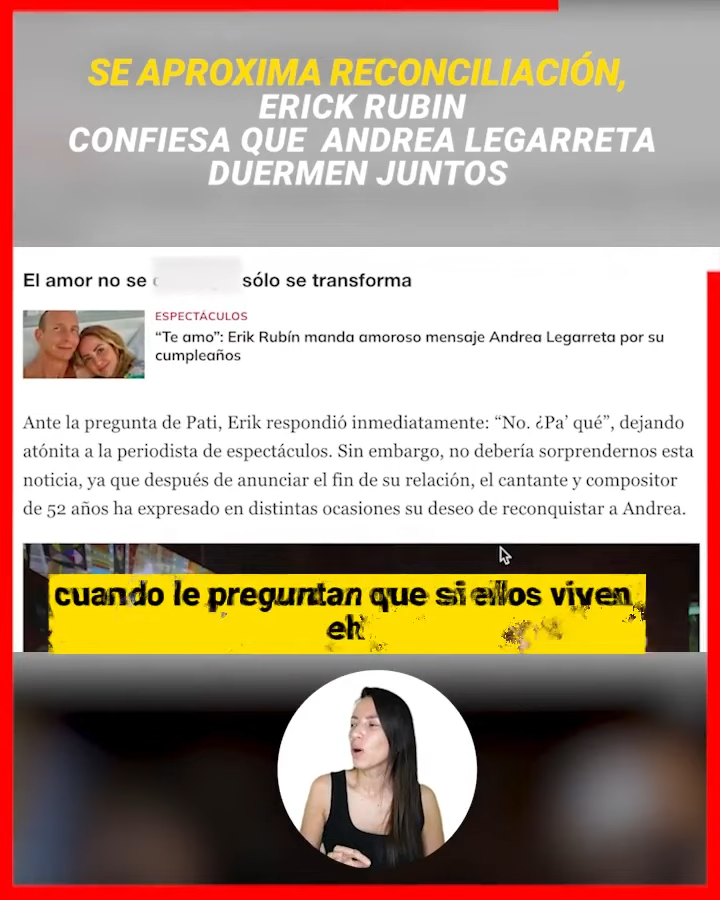 SE APROXIMA RECONCILIACIÓN,
ERICK RUBIN
CONFIESA QUE ANDREA LEGARRETA
DUERMEN JUNTOS
El amor no se sólo se transforma
ESPECTÁCULOS
“Te amo”: Erik Rubín manda amoroso mensaje Andrea Legarreta por su
cumpleaños
Ante la pregunta de Pati, Erik respondió inmediatamente: “No. ¿Pa’ qué”, dejando
atónita a la periodista de espectáculos. Sin embargo, no debería sorprendernos esta
noticia, ya que después de anunciar el fin de su relación, el cantante y compositor
de 52 años ha expresado en distintas ocasiones su deseo de reconquistar a Andrea.
cuando le preguntan que si ellos viven